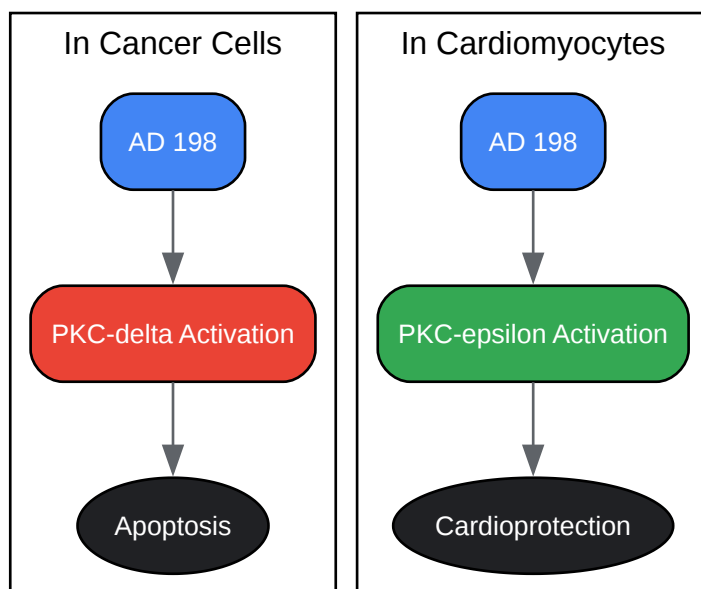 In Cancer Cells
AD 198
PKC-delta Activation
Apoptosis
In Cardiomyocytes
AD 198
PKC-epsilon Activation
Cardioprotection